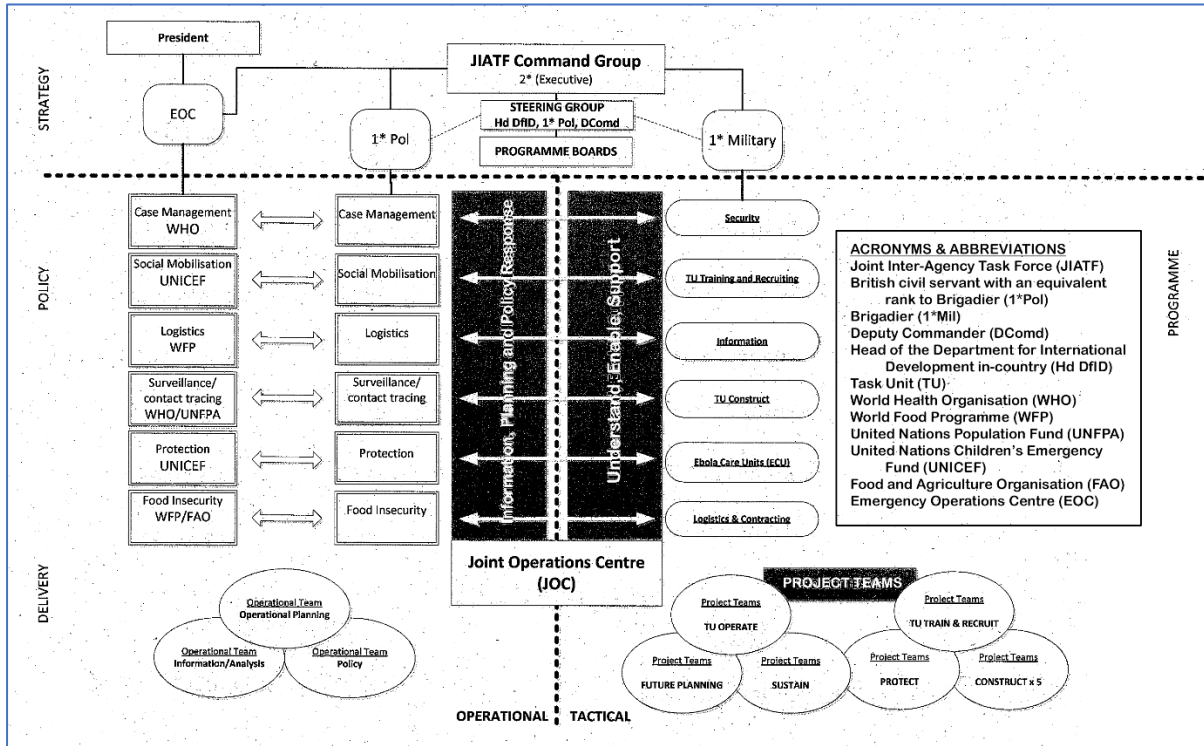 President
JIATF Command Group
2* (Executive)
STRATEGY
EOC
STEERING GROUP
Hd DfID, 1* Pol, DComd
1* Pol
1* Military
PROGRAMME BOARDS
POLICY
PROGRAMME
Case Management
WHO
Case Management
Security
Social Mobilisation
UNICEF
Social Mobilisation
TU Training and Recruiting
Logistics
WFP
Logistics
Information
Surveillance/
contact tracing
WHO/UNFPA
Surveillance/
contact tracing
TU Construct
Protection
UNICEF
Protection
Ebola Care Units (ECU)
Food Insecurity
WFP/FAO
Food Insecurity
Logistics & Contracting
Information, Planning and Policy Response
Understand, Enable, Support
Joint Operations Centre
(JOC)
ACRONYMS & ABBREVIATIONS
Joint Inter-Agency Task Force (JIATF)
British civil servant with an equivalent
rank to Brigadier (1*Pol)
Brigadier (1*Mil)
Deputy Commander (DComd)
Head of the Department for International
Development in-country (Hd DfID)
Task Unit (TU)
World Health Organisation (WHO)
World Food Programme (WFP)
United Nations Population Fund (UNFPA)
United Nations Children's Emergency
Fund (UNICEF)
Food and Agriculture Organisation (FAO)
Emergency Operations Centre (EOC)
DELIVERY
Operational Team
Operational Planning
Operational Team
Information/Analysis
Operational Team
Policy
PROJECT TEAMS
Project Teams
TU OPERATE
Project Teams
TU TRAIN & RECRUIT
Project Teams
FUTURE PLANNING
Project Teams
SUSTAIN
Project Teams
PROTECT
Project Teams
CONSTRUCT x 5
OPERATIONAL
TACTICAL